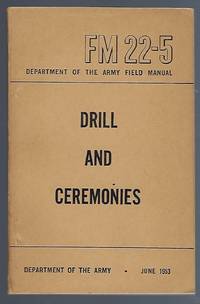 FM 22-5
DEPARTMENT OF THE ARMY FIELD MANUAL
DRILL
AND
CEREMONIES
DEPARTMENT OF THE ARMY • JUNE 1953